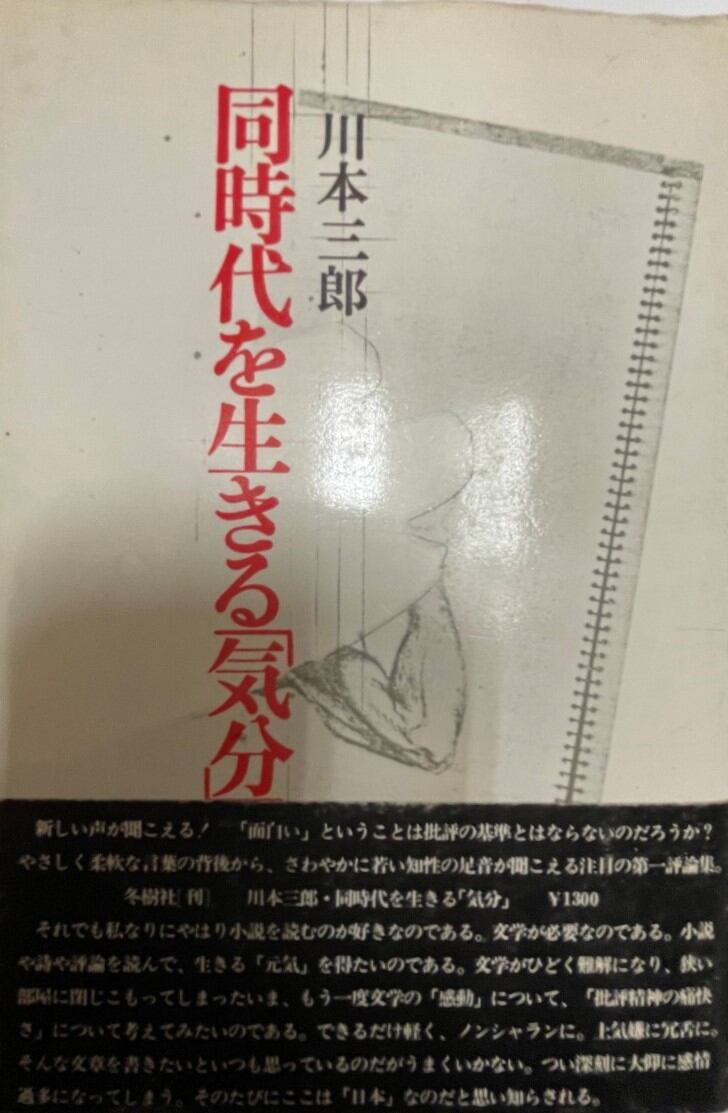 川本三郎
同時代を生きる「気分」
新しい声が聞こえる! 「面白い」ということは批評の基準とはならないのだろうか?
やさしく柔軟な言葉の背後から、さわやかに若い知性の足音が聞こえる注目の第一評論集。
冬樹社[刊] 川本三郎・同時代を生きる「気分」 ¥1300
それでも私なりにやはり小説を読むのが好きなのである。文学が必要なのである。小説
や詩や評論を読んで、生きる「元気」を得たいのである。文学がひどく難解になり、狭い
部屋に閉じこもってしまったいま、もう一度文学の「感動」について、「批評精神の痛快
さ」について考えてみたいのである。できるだけ軽く、ノンシャランに。上気嫌に冗舌に。
そんな文章を書きたいといつも思っているのだがうまくいかない。つい深刻に大仰に感情
過多になってしまう。そのたびにここは「日本」なのだと思い知らされる。